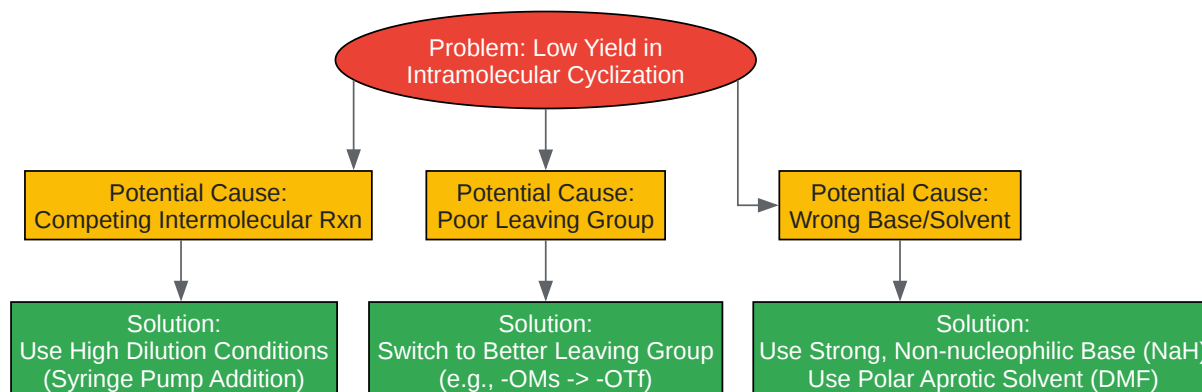 Problem: Low Yield in
Intramolecular Cyclization
Potential Cause:
Competing Intermolecular Rxn
Potential Cause:
Poor Leaving Group
Potential Cause:
Wrong Base/Solvent
Solution:
Use High Dilution Conditions
(Syringe Pump Addition)
Solution:
Switch to Better Leaving Group
(e.g., -OMs -> -OTf)
Solution:
Use Strong, Non-nucleophilic Base (NaH)
Use Polar Aprotic Solvent (DMF)